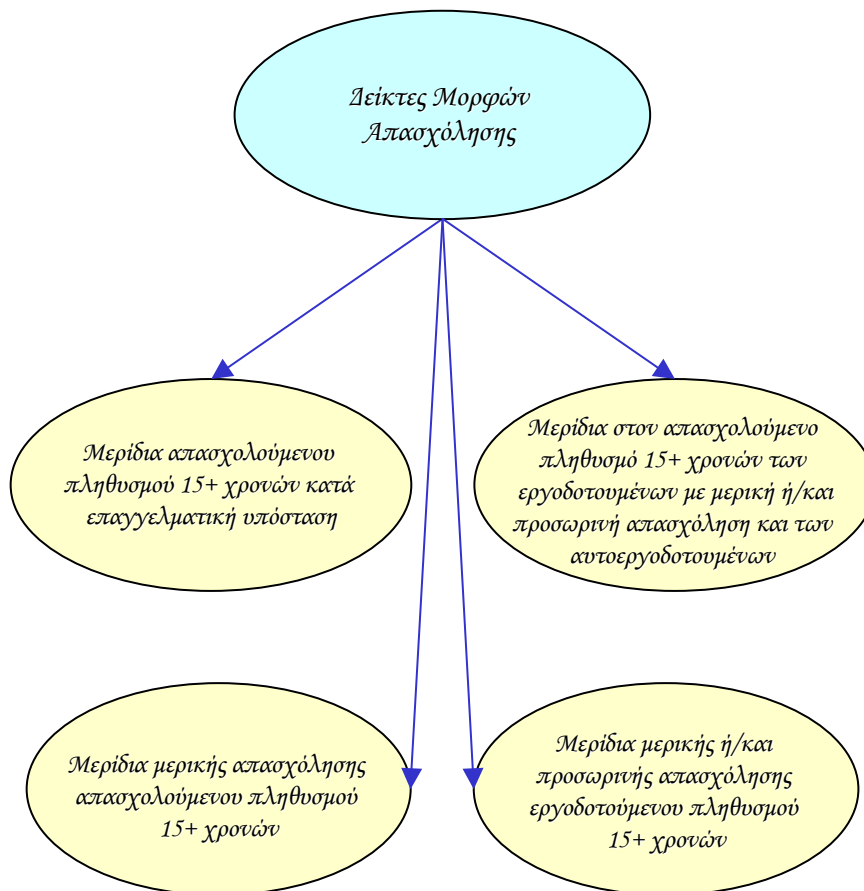 Δείκτες Μορφών
Απασχόλησης
Μερίδια απασχολούμενου
πληθυσμού 15+ χρονών κατά
επαγγελματική υπόσταση
Μερίδια στον απασχολούμενο
πληθυσμό 15+ χρονών των
εργοδοτουμένων με μερική ή/και
προσωρινή απασχόληση και των
αυτοεργοδοτουμένων
Μερίδια μερικής απασχόλησης
απασχολούμενου πληθυσμού
15+ χρονών
Μερίδια μερικής ή/και
προσωρινής απασχόλησης
εργοδοτούμενου πληθυσμού
15+ χρονών